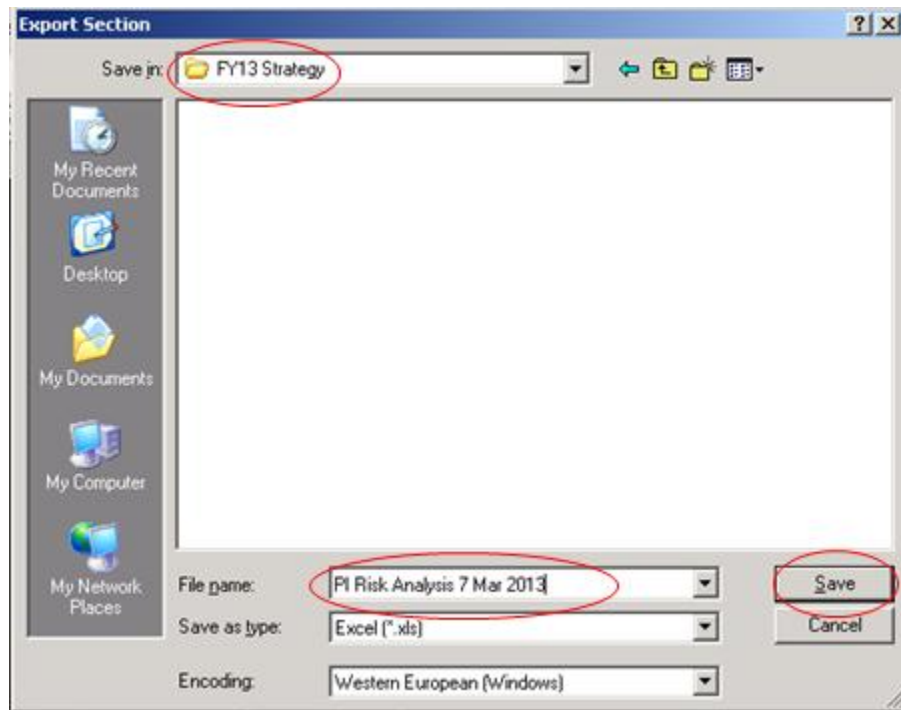 Export Section
Save in:
FY13 Strategy
My Recent
Documents
Desktop
My Documents
My Computer
My Network
Places
File name:
PI Risk Analysis 7 Mar 2013
Save
Save as type:
Excel (*.xls)
Cancel
Encoding:
Western European (Windows)